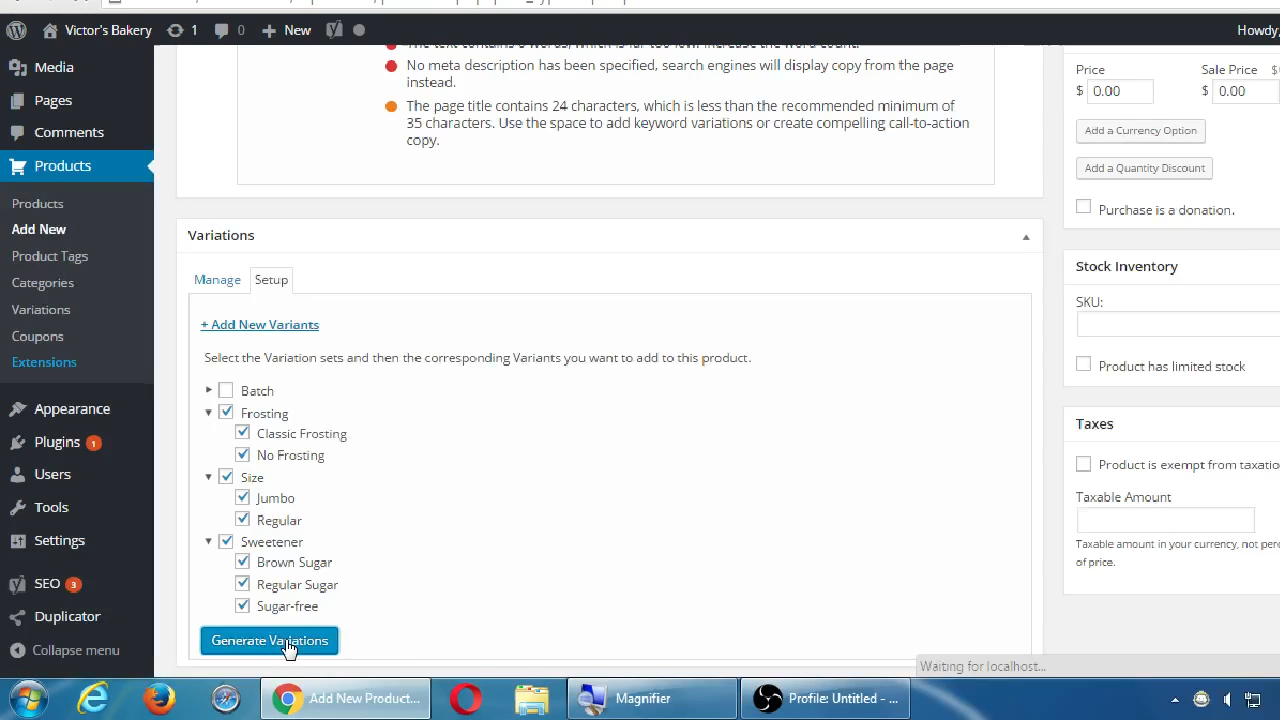 Victor's Bakery
1
0
New
Howdy,
Media
Pages
Comments
Products
Products
Add New
Product Tags
Categories
Variations
Coupons
Extensions
Appearance
Plugins 1
Users
Tools
Settings
SEO 3
Duplicator
Collapse menu
No meta description has been specified, search engines will display copy from the page
instead.
The page title contains 24 characters, which is less than the recommended minimum of
35 characters. Use the space to add keyword variations or create compelling call-to-action
copy.
Variations
Manage
Setup
+ Add New Variants
Select the Variation sets and then the corresponding Variants you want to add to this product.
Batch
Frosting
Classic Frosting
No Frosting
Size
Jumbo
Regular
Sweetener
Brown Sugar
Regular Sugar
Sugar-free
Generate Variations
Price
Sale Price
$ 0.00
$ 0.00
Add a Currency Option
Add a Quantity Discount
Purchase is a donation.
Stock Inventory
SKU:
Product has limited stock
Taxes
Product is exempt from taxatio
Taxable Amount
Taxable amount in your currency, not perc
of price.
Waiting for localhost...
Add New Product...
Magnifier
Profile: Untitled - ...